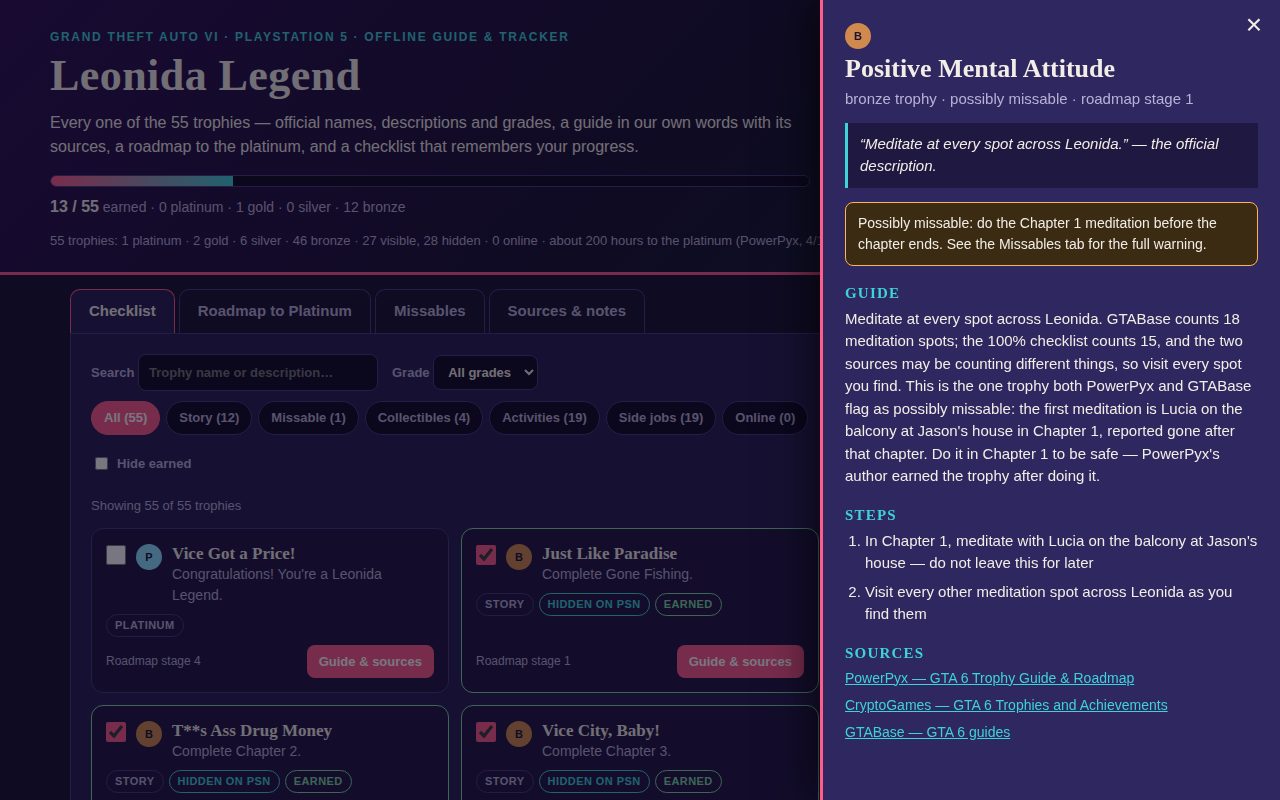 GRAND THEFT AUTO VI · PLAYSTATION 5 · OFFLINE GUIDE & TRACKER
Leonida Legend
Every one of the 55 trophies — official names, descriptions and grades, a guide in our own words with its
sources, a roadmap to the platinum, and a checklist that remembers your progress.
13 / 55 earned · 0 platinum · 1 gold · 0 silver · 12 bronze
55 trophies: 1 platinum · 2 gold · 6 silver · 46 bronze · 27 visible, 28 hidden · 0 online · about 200 hours to the platinum (PowerPyx, 4/1
Checklist
Roadmap to Platinum
Missables
Sources & notes
Search
Trophy name or description…
Grade
All grades
All (55)
Story (12)
Missable (1)
Collectibles (4)
Activities (19)
Side jobs (19)
Online (0)
Hide earned
Showing 55 of 55 trophies
P
Vice Got a Price!
Congratulations! You're a Leonida
Legend.
PLATINUM
Roadmap stage 4
Guide & sources
B
Just Like Paradise
Complete Gone Fishing.
STORY
HIDDEN ON PSN
EARNED
Roadmap stage 1
Guide & sources
B
T**s Ass Drug Money
Complete Chapter 2.
STORY
HIDDEN ON PSN
EARNED
B
Vice City, Baby!
Complete Chapter 3.
STORY
HIDDEN ON PSN
EARNED
✕
B
Positive Mental Attitude
bronze trophy · possibly missable · roadmap stage 1
“Meditate at every spot across Leonida.” — the official
description.
Possibly missable: do the Chapter 1 meditation before the
chapter ends. See the Missables tab for the full warning.
GUIDE
Meditate at every spot across Leonida. GTABase counts 18
meditation spots; the 100% checklist counts 15, and the two
sources may be counting different things, so visit every spot
you find. This is the one trophy both PowerPyx and GTABase
flag as possibly missable: the first meditation is Lucia on the
balcony at Jason's house in Chapter 1, reported gone after
that chapter. Do it in Chapter 1 to be safe — PowerPyx's
author earned the trophy after doing it.
STEPS
1. In Chapter 1, meditate with Lucia on the balcony at Jason's
house — do not leave this for later
2. Visit every other meditation spot across Leonida as you
find them
SOURCES
PowerPyx — GTA 6 Trophy Guide & Roadmap
CryptoGames — GTA 6 Trophies and Achievements
GTABase — GTA 6 guides